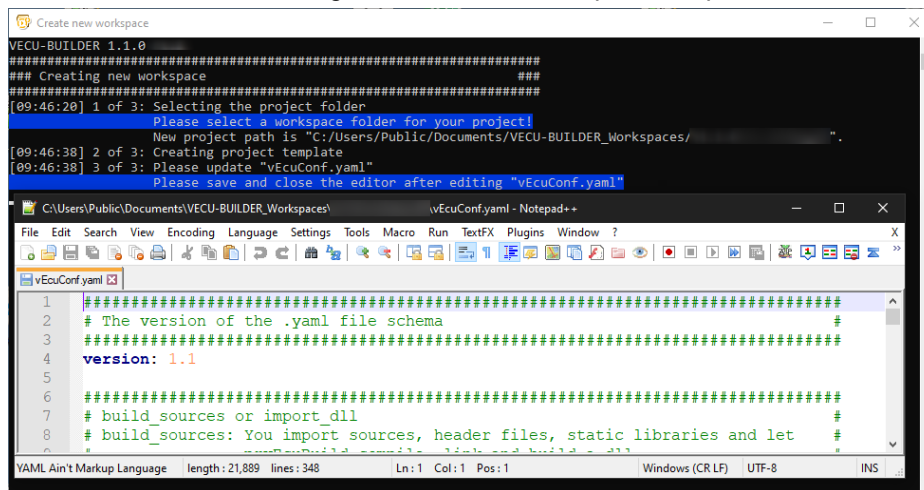 Create new workspace
VECU-BUILDER 1.1.0
######################################################################
### Creating new workspace ###
######################################################################
[09:46:20] 1 of 3: Selecting the project folder
Please select a workspace folder for your project!
New project path is "C:/Users/Public/Documents/VECU-BUILDER_Workspaces/ ".
[09:46:38] 2 of 3: Creating project template
[09:46:38] 3 of 3: Please update "vEcuConf.yaml"
Please save and close the editor after editing "vEcuConf.yaml"
C:\Users\Public\Documents\VECU-BUILDER_Workspaces\ \vEcuConf.yaml - Notepad++
File Edit Search View Encoding Language Settings Tools Macro Run TextFX Plugins Window ? X
vEcuConf.yaml
1 ################################################################################
2 # The version of the .yaml file schema #
3 ################################################################################
4 version: 1.1
5
6 ################################################################################
7 # build_sources or import_dll #
8 # build_sources: You import sources, header files, static libraries and let #
YAML Ain't Markup Language length : 21,889 lines : 348 Ln : 1 Col : 1 Pos : 1 Windows (CR LF) UTF-8 INS